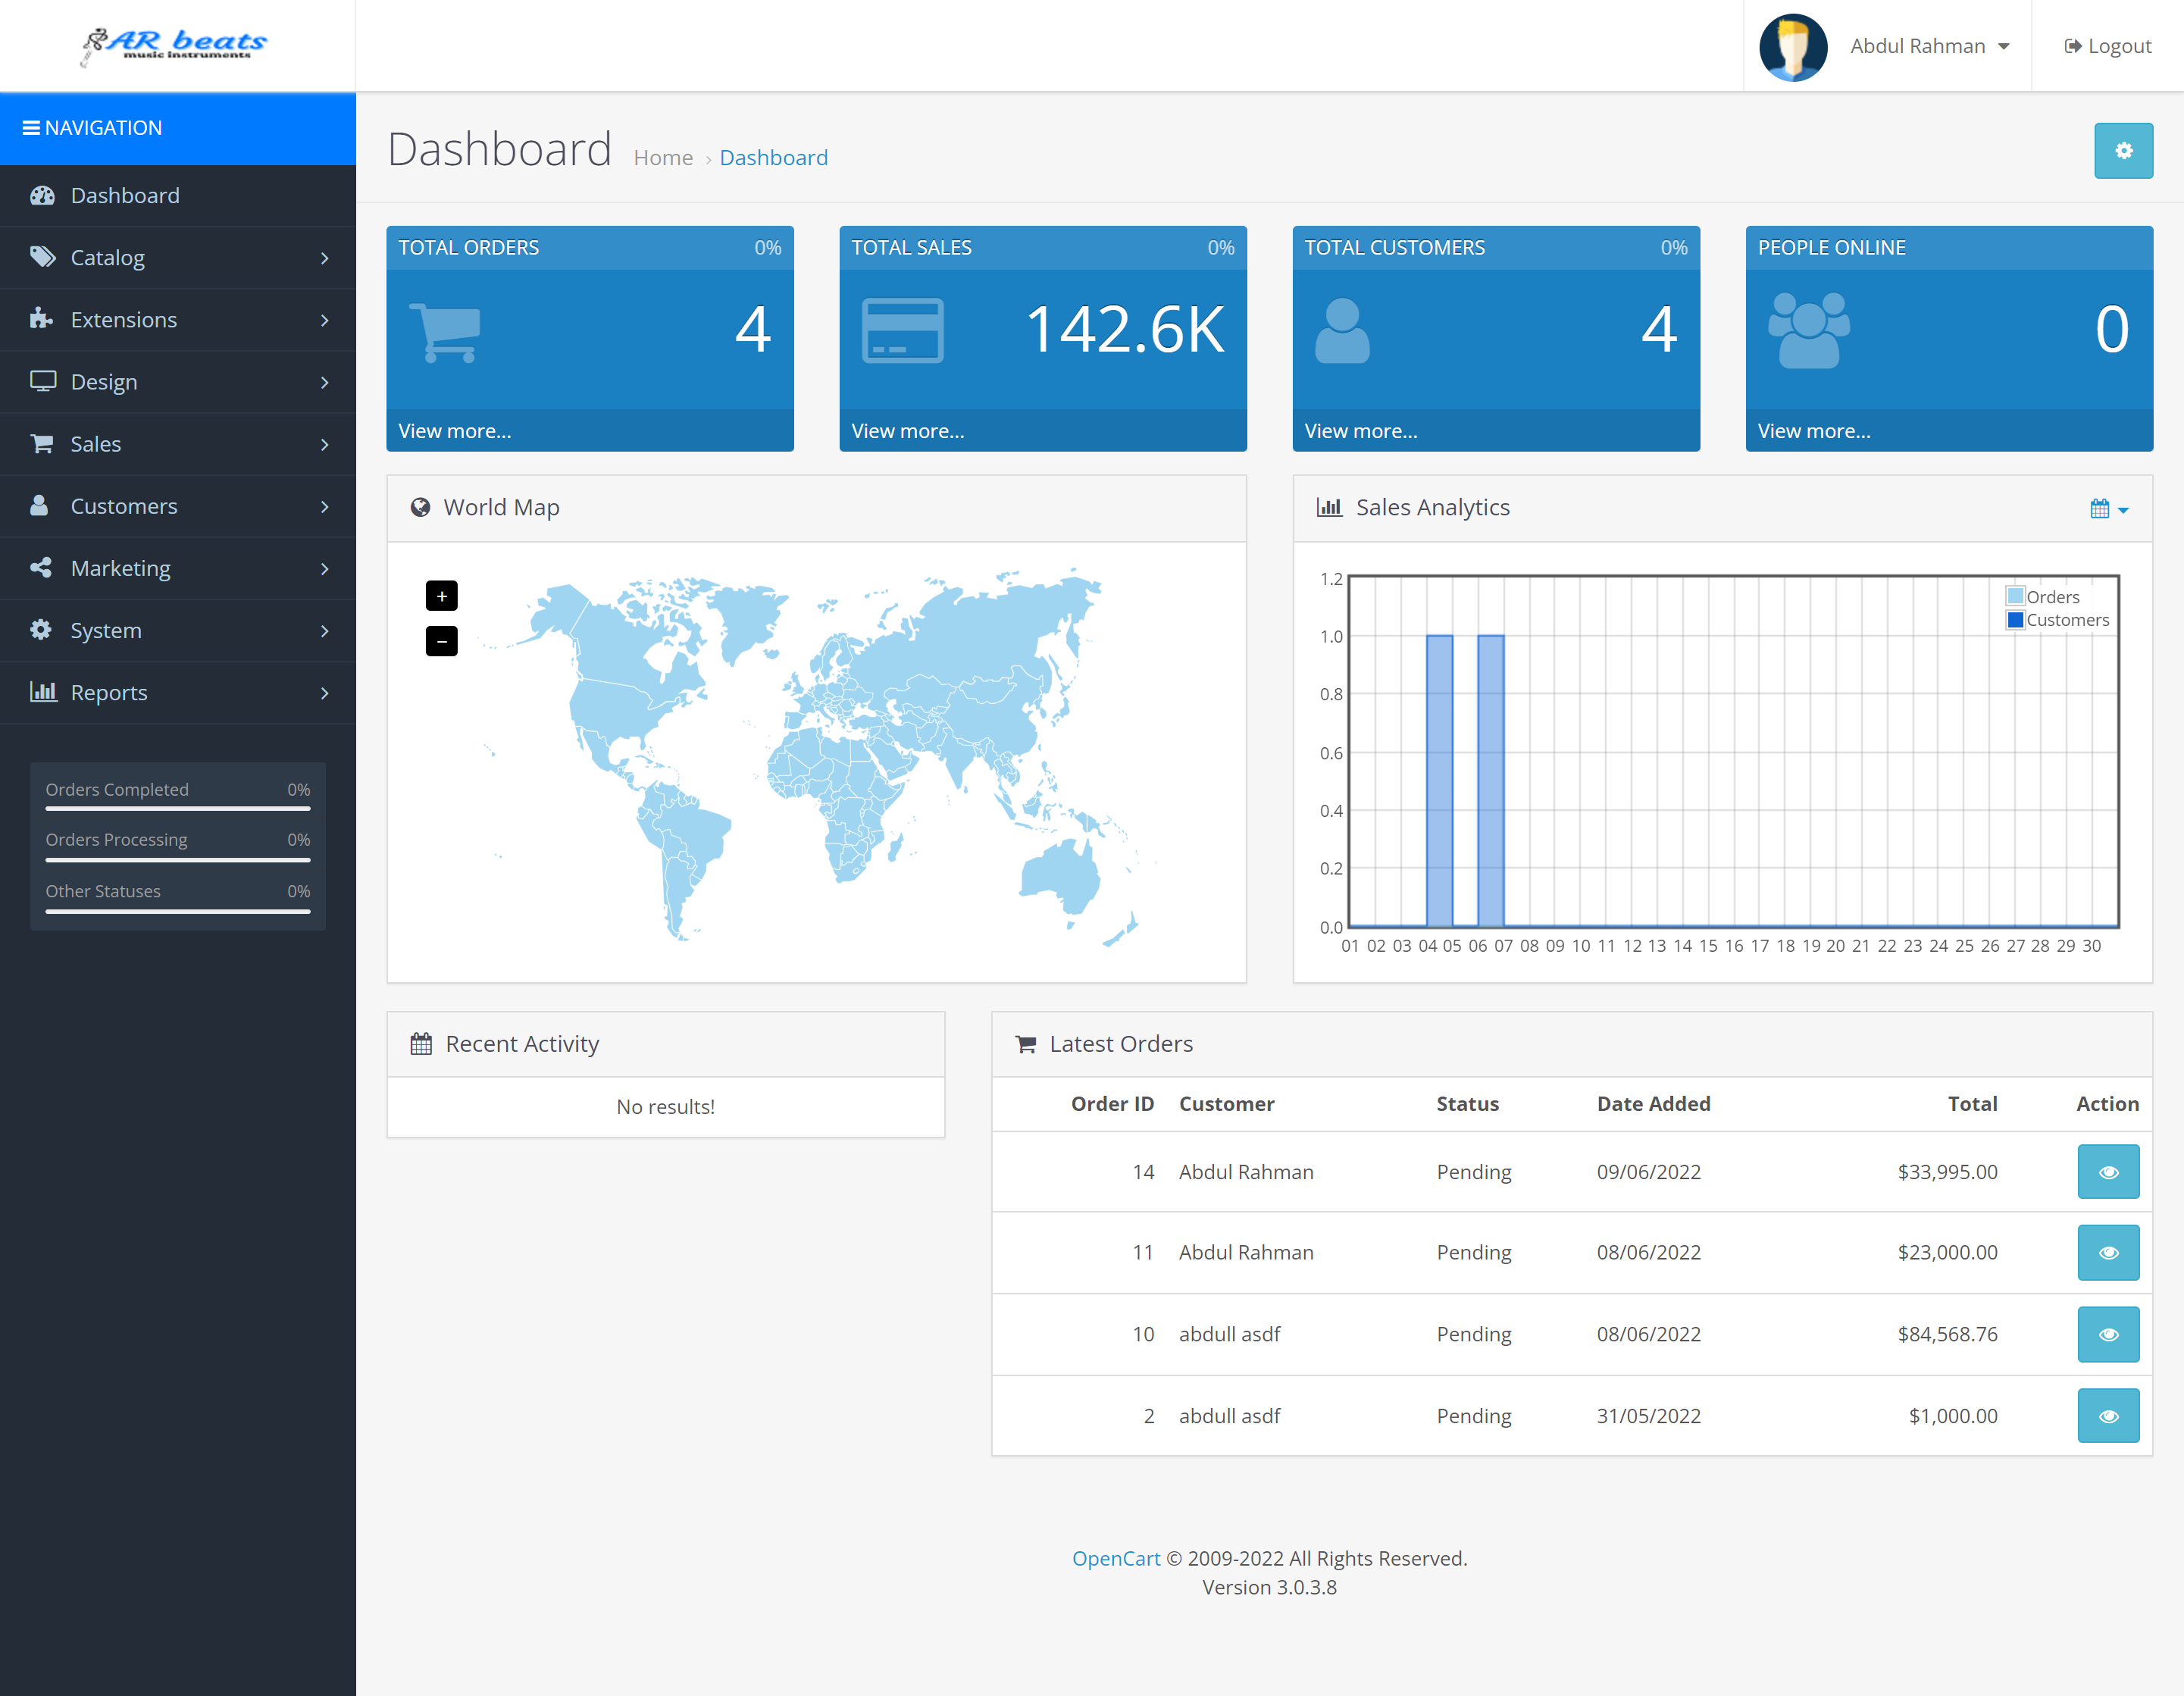 AR beats
music instruments
Abdul Rahman
Logout
NAVIGATION
Dashboard
Catalog
Extensions
Design
Sales
Customers
Marketing
System
Reports
Orders Completed 0%
Orders Processing 0%
Other Statuses 0%
Dashboard Home › Dashboard
TOTAL ORDERS 0%
4
View more...
TOTAL SALES 0%
142.6K
View more...
TOTAL CUSTOMERS 0%
4
View more...
PEOPLE ONLINE
0
View more...
World Map
+
−
Sales Analytics
Orders
Customers
1.2
1.0
0.8
0.6
0.4
0.2
0.0
01 02 03 04 05 06 07 08 09 10 11 12 13 14 15 16 17 18 19 20 21 22 23 24 25 26 27 28 29 30
Recent Activity
No results!
Latest Orders
Order ID Customer Status Date Added Total Action
14 Abdul Rahman Pending 09/06/2022 $33,995.00
11 Abdul Rahman Pending 08/06/2022 $23,000.00
10 abdull asdf Pending 08/06/2022 $84,568.76
2 abdull asdf Pending 31/05/2022 $1,000.00
OpenCart © 2009-2022 All Rights Reserved.
Version 3.0.3.8